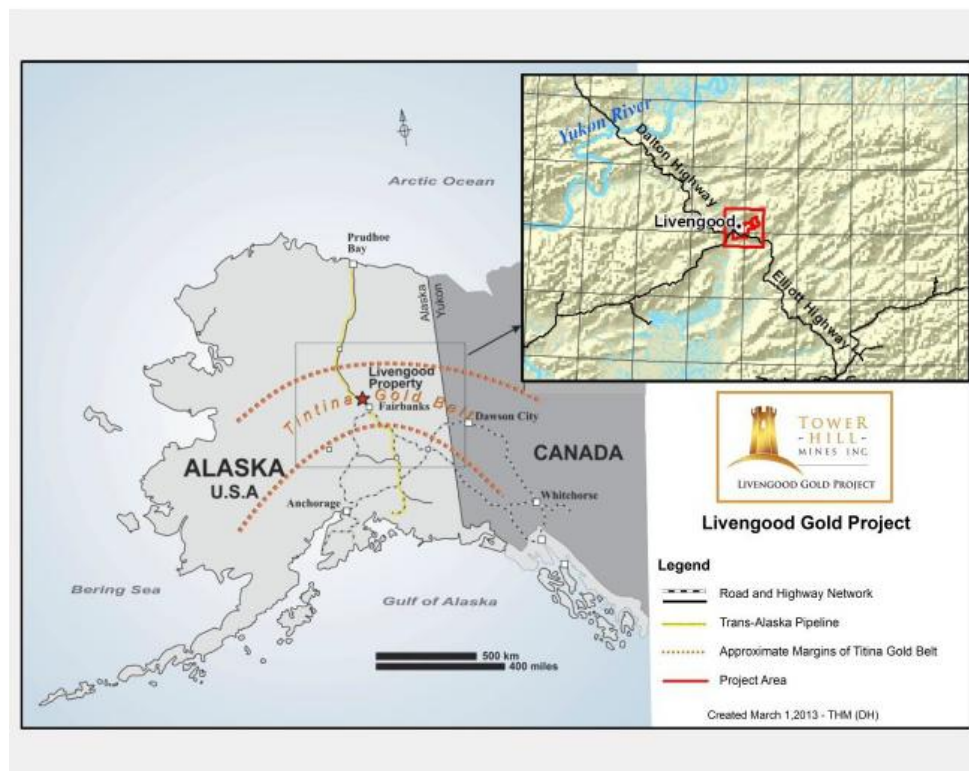 Arctic Ocean
Prudhoe
Bay
Alaska
Yukon
Livengood
Property
Tintina Gold Belt
Fairbanks
Dawson City
ALASKA
U.S.A
CANADA
Anchorage
Whitehorse
Bering Sea
Gulf of Alaska
500 km
400 miles
Yukon River
Dalton Highway
Livengood
Elliott Highway
TOWER
HILL
MINES INC
LIVENGOOD GOLD PROJECT
Livengood Gold Project
Legend
Road and Highway Network
Trans-Alaska Pipeline
Approximate Margins of Titina Gold Belt
Project Area
Created March 1,2013 - THM (DH)